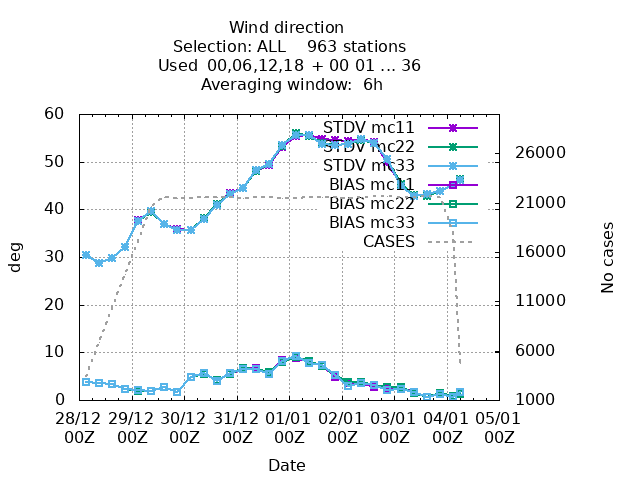 Wind direction
Selection: ALL 963 stations
Used 00,06,12,18 + 00 01 ... 36
Averaging window: 6h
60
50
40
30
20
10
0
deg
STDV mc11
STDV mc22
STDV mc33
BIAS mc11
BIAS mc22
BIAS mc33
CASES
26000
21000
16000
11000
6000
1000
No cases
28/12 29/12 30/12 31/12 01/01 02/01 03/01 04/01 05/01
00Z 00Z 00Z 00Z 00Z 00Z 00Z 00Z 00Z
Date